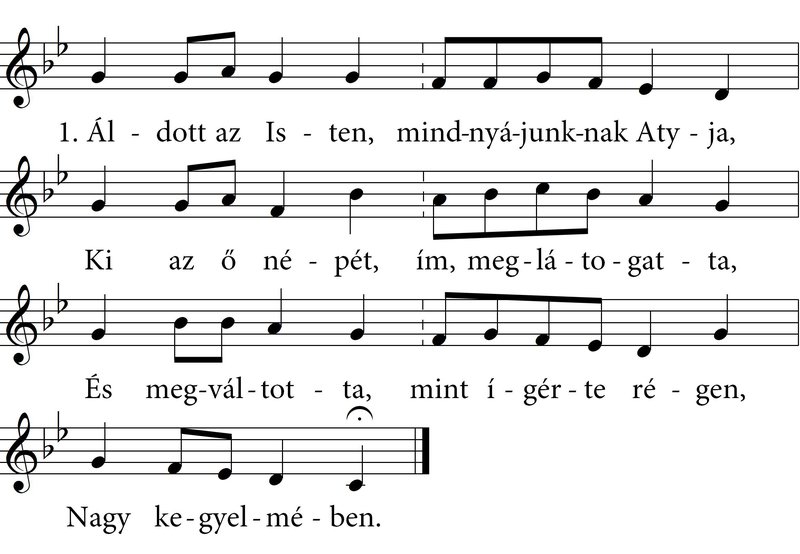 1. Ál - dott az Is - ten, mind-nyá-junk-nak Aty - ja,
Ki az ő né - pét, ím, meg - lá - to - gat - ta,
És meg-vál-tot - ta, mint í - gér - te ré - gen,
Nagy ke-gyel-mé - ben.